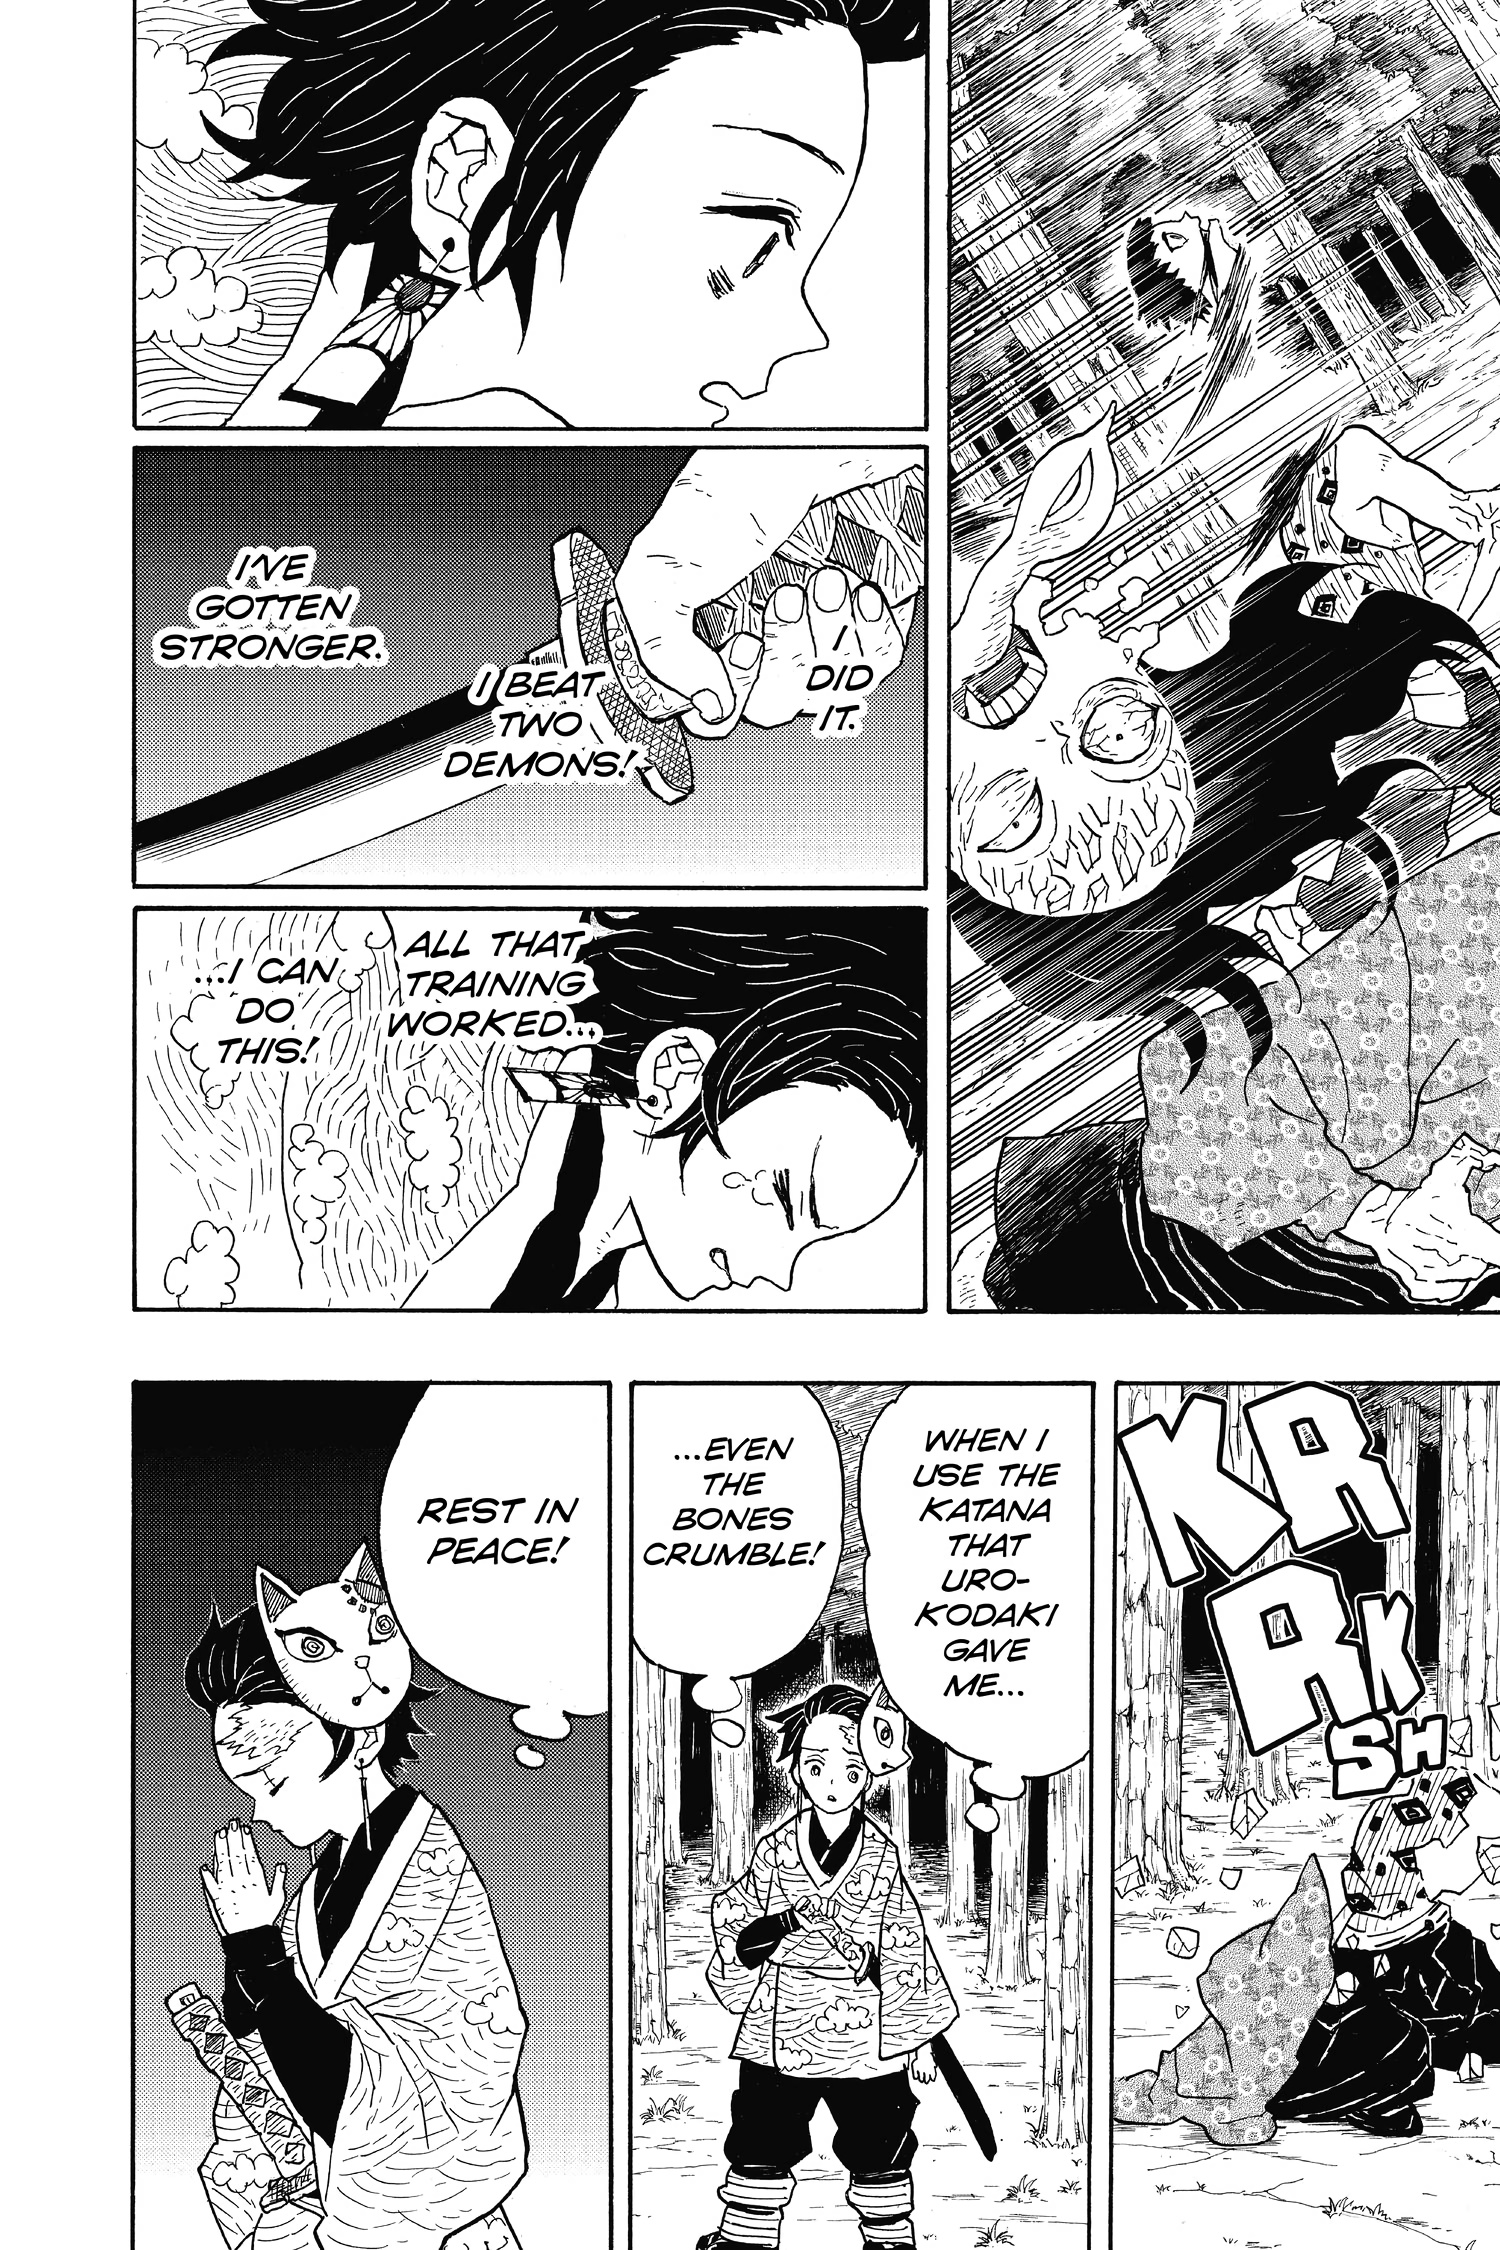 I
DID
IT.
I BEAT
TWO
DEMONS!
I'VE
GOTTEN
STRONGER.
ALL THAT
TRAINING
WORKED...
...I CAN
DO
THIS!
KR
RK
SH
WHEN I
USE THE
KATANA
THAT
URO-
KODAKI
GAVE
ME...
...EVEN
THE
BONES
CRUMBLE!
REST IN
PEACE!